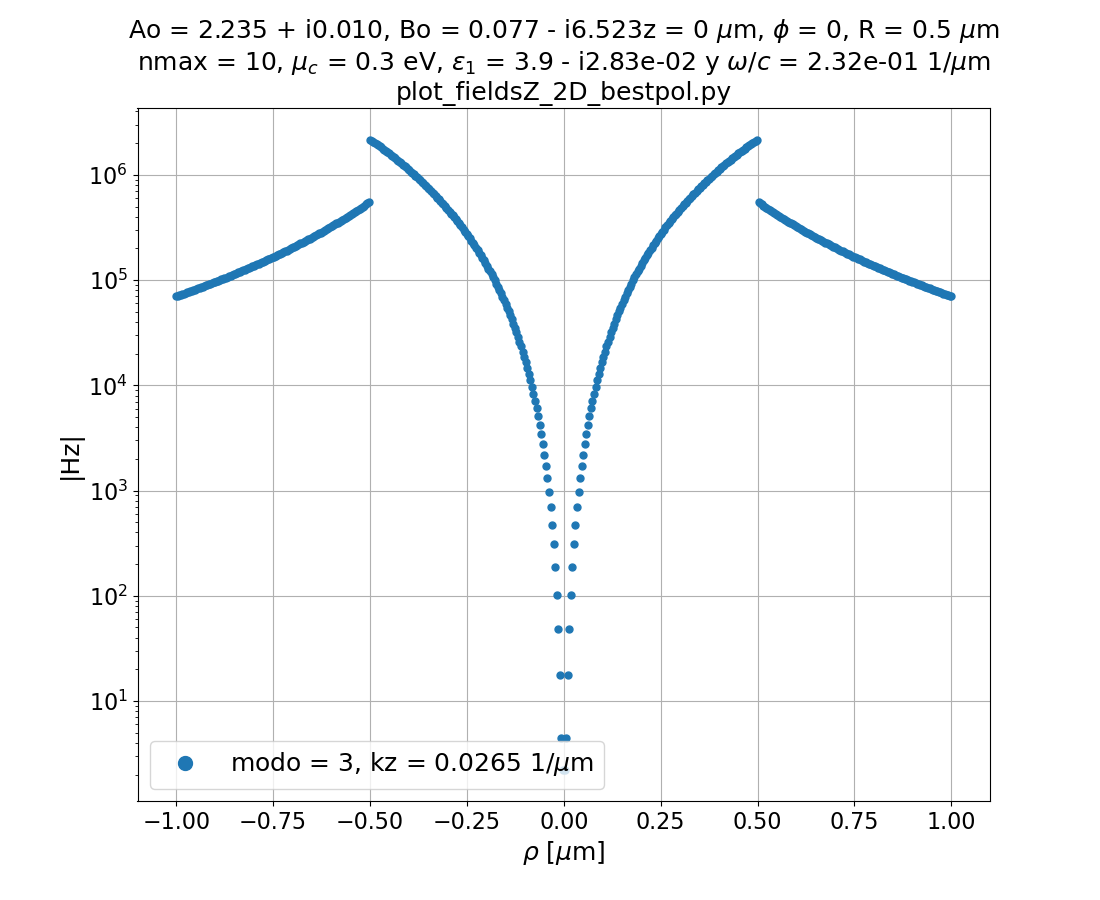 Ao = 2.235 + i0.010, Bo = 0.077 - i6.523z = 0 μm, ϕ = 0, R = 0.5 μm
nmax = 10, μ_c = 0.3 eV, ε_1 = 3.9 - i2.83e-02 y ω/c = 2.32e-01 1/μm
plot_fieldsZ_2D_bestpol.py
|Hz|
10^6
10^5
10^4
10^3
10^2
10^1
modo = 3, kz = 0.0265 1/μm
−1.00 −0.75 −0.50 −0.25 0.00 0.25 0.50 0.75 1.00
ρ [μm]